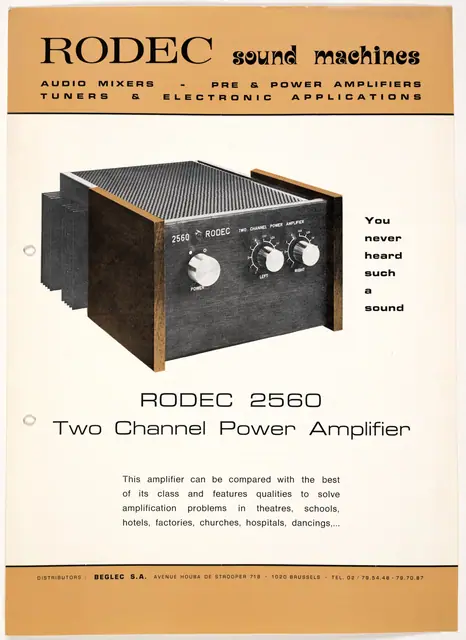 RODEC sound machines
AUDIO MIXERS - PRE & POWER AMPLIFIERS
TUNERS & ELECTRONIC APPLICATIONS
2560 RODEC TWO CHANNEL POWER AMPLIFIER
POWER
LEFT
RIGHT
You
never
heard
such
a
sound
RODEC 2560
Two Channel Power Amplifier
This amplifier can be compared with the best
of its class and features qualities to solve
amplification problems in theatres, schools,
hotels, factories, churches, hospitals, dancings,...
DISTRIBUTORS : BEGLEC S.A. AVENUE HOUBA DE STROOPER 719 - 1020 BRUSSELS - TEL. 02 / 79.54.48 - 78.70.87